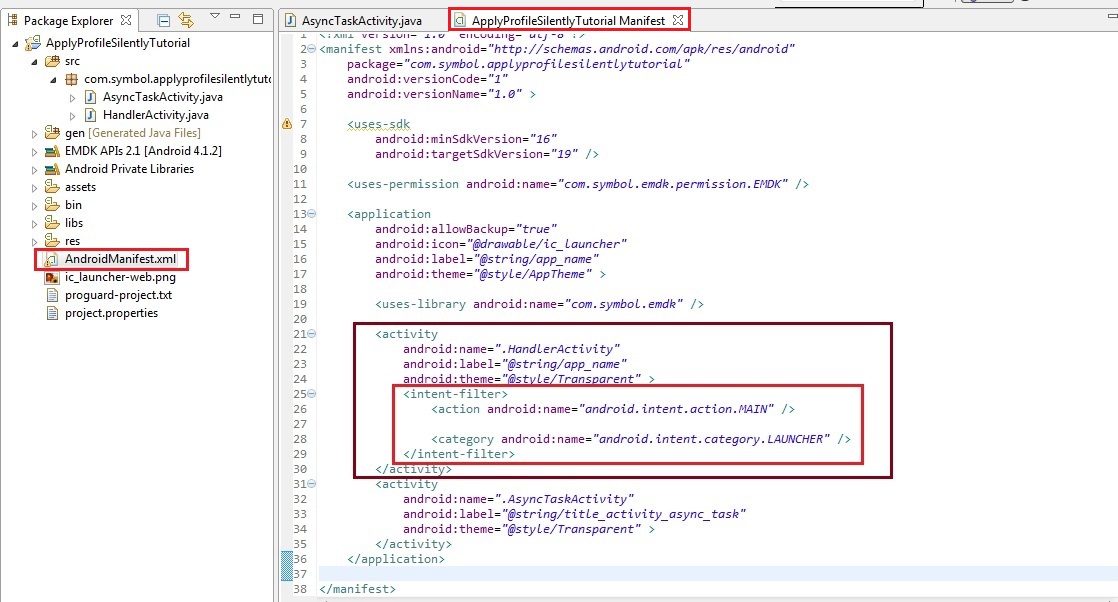 Package Explorer
ApplyProfileSilentlyTutorial
src
com.symbol.applyprofilesilentlytuto
AsyncTaskActivity.java
HandlerActivity.java
gen [Generated Java Files]
EMDK APIs 2.1 [Android 4.1.2]
Android Private Libraries
assets
bin
libs
res
AndroidManifest.xml
ic_launcher-web.png
proguard-project.txt
project.properties
AsyncTaskActivity.java
ApplyProfileSilentlyTutorial Manifest
1 <?xml version="1.0" encoding="utf-8"?>
2 <manifest xmlns:android="http://schemas.android.com/apk/res/android"
3 package="com.symbol.applyprofilesilentlytutorial"
4 android:versionCode="1"
5 android:versionName="1.0" >
6
7 <uses-sdk
8 android:minSdkVersion="16"
9 android:targetSdkVersion="19" />
10
11 <uses-permission android:name="com.symbol.emdk.permission.EMDK" />
12
13 <application
14 android:allowBackup="true"
15 android:icon="@drawable/ic_launcher"
16 android:label="@string/app_name"
17 android:theme="@style/AppTheme" >
18
19 <uses-library android:name="com.symbol.emdk" />
20
21 <activity
22 android:name=".HandlerActivity"
23 android:label="@string/app_name"
24 android:theme="@style/Transparent" >
25 <intent-filter>
26 <action android:name="android.intent.action.MAIN" />
27
28 <category android:name="android.intent.category.LAUNCHER" />
29 </intent-filter>
30 </activity>
31 <activity
32 android:name=".AsyncTaskActivity"
33 android:label="@string/title_activity_async_task"
34 android:theme="@style/Transparent" >
35 </activity>
36 </application>
37
38 </manifest>